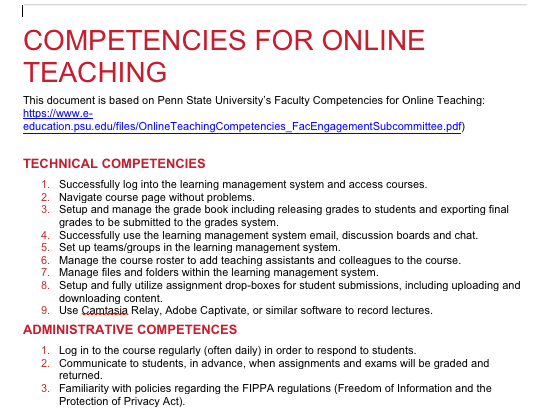 COMPETENCIES FOR ONLINE
TEACHING
This document is based on Penn State University's Faculty Competencies for Online Teaching:
https://www.e-
education.psu.edu/files/OnlineTeachingCompetencies_FacEngagementSubcommittee.pdf)
TECHNICAL COMPETENCIES
1. Successfully log into the learning management system and access courses.
2. Navigate course page without problems.
3. Setup and manage the grade book including releasing grades to students and exporting final
grades to be submitted to the grades system.
4. Successfully use the learning management system email, discussion boards and chat.
5. Set up teams/groups in the learning management system.
6. Manage the course roster to add teaching assistants and colleagues to the course.
7. Manage files and folders within the learning management system.
8. Setup and fully utilize assignment drop-boxes for student submissions, including uploading and
downloading content.
9. Use Camtasia Relay, Adobe Captivate, or similar software to record lectures.
ADMINISTRATIVE COMPETENCES
1. Log in to the course regularly (often daily) in order to respond to students.
2. Communicate to students, in advance, when assignments and exams will be graded and
returned.
3. Familiarity with policies regarding the FIPPA regulations (Freedom of Information and the
Protection of Privacy Act).